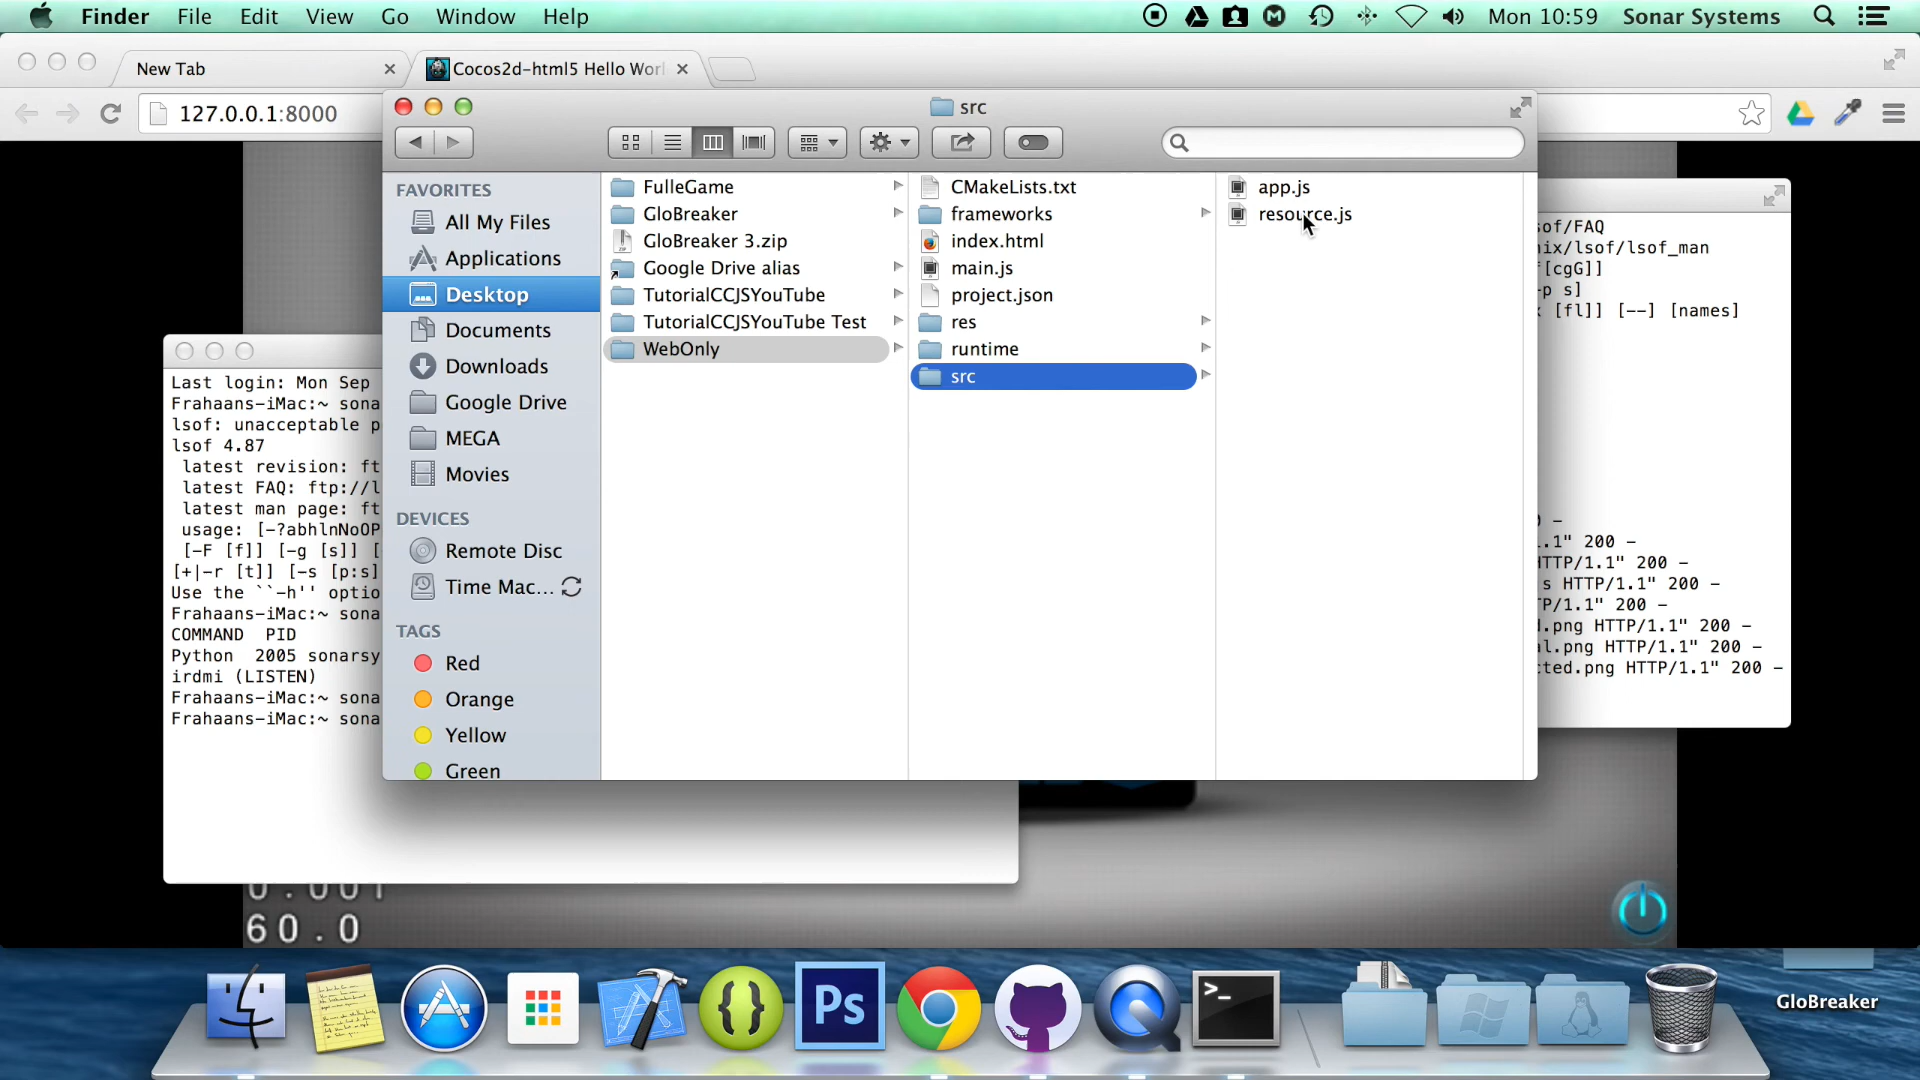 Finder File Edit View Go Window Help Mon 10:59 Sonar Systems
New Tab
Cocos2d-html5 Hello Worl
127.0.0.1:8000
src
FAVORITES
All My Files
Applications
Desktop
Documents
Downloads
Google Drive
MEGA
Movies
DEVICES
Remote Disc
Time Mac...
TAGS
Red
Orange
Yellow
Green
FulleGame
GloBreaker
GloBreaker 3.zip
Google Drive alias
TutorialCCJSYouTube
TutorialCCJSYouTube Test
WebOnly
CMakeLists.txt
frameworks
index.html
main.js
project.json
res
runtime
src
app.js
resource.js
Last login: Mon Sep
Frahaans-iMac:~ sona
lsof: unacceptable p
lsof 4.87
latest revision: ft
latest FAQ: ftp://l
latest man page: ft
usage: [-?abhlnNoOP
[-F [f]] [-g [s]] [
[+|-r [t]] [-s [p:s]
Use the ``-h'' optio
Frahaans-iMac:~ sona
COMMAND PID
Python 2005 sonarsy
irdmi (LISTEN)
Frahaans-iMac:~ sona
Frahaans-iMac:~ sona
sof/FAQ
nix/lsof/lsof_man
f[cgG]]
-p s]
[fl]] [--] [names]
) -
.1" 200 -
HTTP/1.1" 200 -
s HTTP/1.1" 200 -
TP/1.1" 200 -
d.png HTTP/1.1" 200 -
al.png HTTP/1.1" 200 -
cted.png HTTP/1.1" 200 -
60.0
Ps
GloBreaker